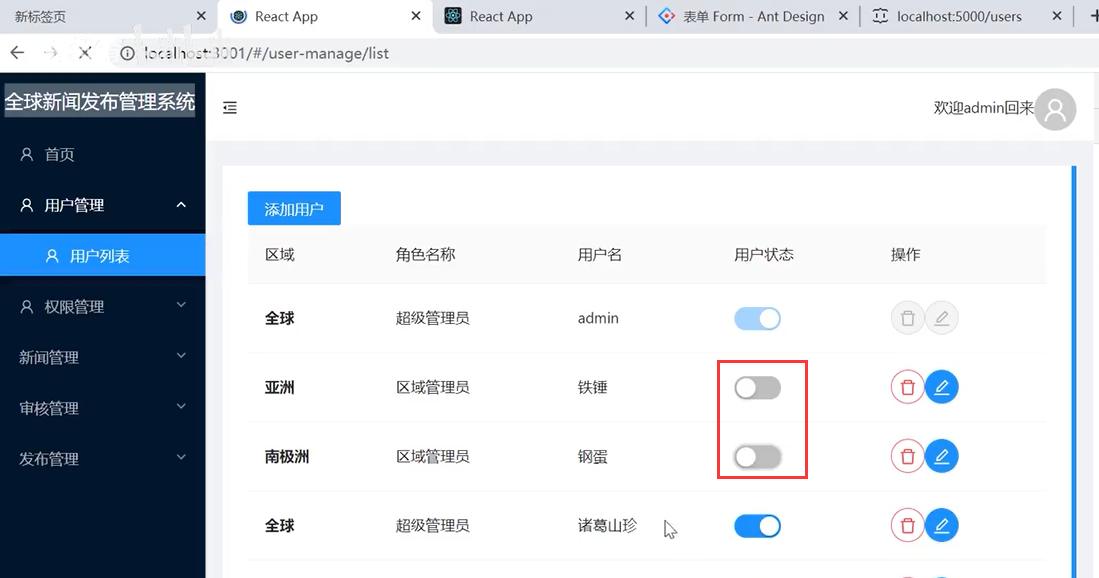 新标签页
React App
React App
表单 Form - Ant Design
localhost:5000/users
localhost:3001/#/user-manage/list
全球新闻发布管理系统
欢迎admin回来
首页
用户管理
用户列表
权限管理
新闻管理
审核管理
发布管理
添加用户
区域 角色名称 用户名 用户状态 操作
全球 超级管理员 admin
亚洲 区域管理员 铁锤
南极洲 区域管理员 钢蛋
全球 超级管理员 诸葛山珍